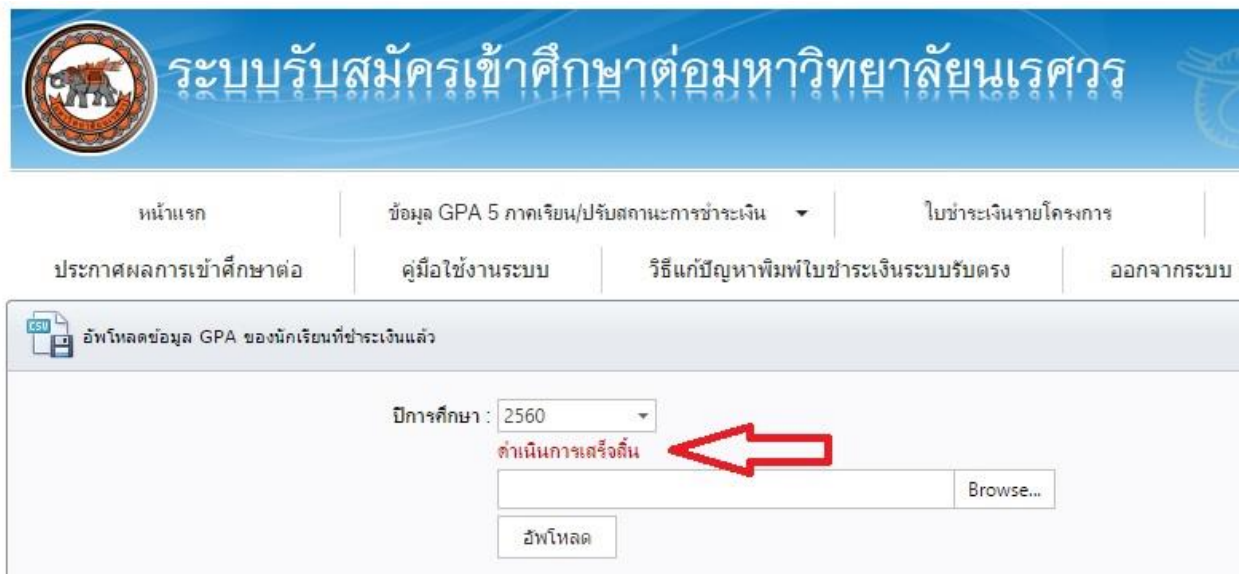 ระบบรับสมัครเข้าศึกษาต่อมหาวิทยาลัยนเรศวร
หน้าแรก ข้อมูล GPA 5 ภาคเรียน/ปรับสถานะการชำระเงิน ใบชำระเงินรายโครงการ
ประกาศผลการเข้าศึกษาต่อ คู่มือใช้งานระบบ วิธีแก้ปัญหาพิมพ์ใบชำระเงินระบบรับตรง ออกจากระบบ
CSV อัพโหลดข้อมูล GPA ของนักเรียนที่ชำระเงินแล้ว
ปีการศึกษา : 2560
ดำเนินการเสร็จสิ้น
Browse...
อัพโหลด